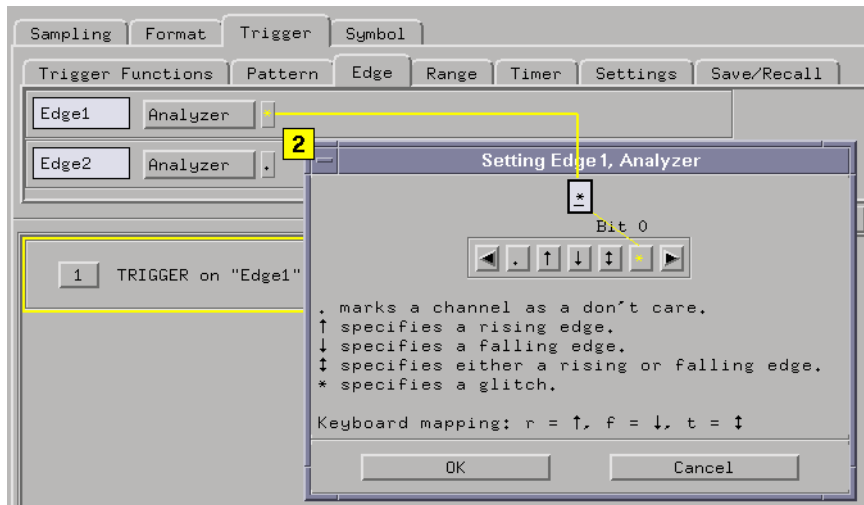 Sampling Format Trigger Symbol
Trigger Functions Pattern Edge Range Timer Settings Save/Recall
Edge1 Analyzer *
2
Edge2 Analyzer .
Setting Edge1, Analyzer
*
Bit 0
. ↑ ↓ ↕ *
1 TRIGGER on "Edge1"
. marks a channel as a don´t care.
↑ specifies a rising edge.
↓ specifies a falling edge.
↕ specifies either a rising or falling edge.
* specifies a glitch.
Keyboard mapping: r = ↑, f = ↓, t = ↕
OK Cancel